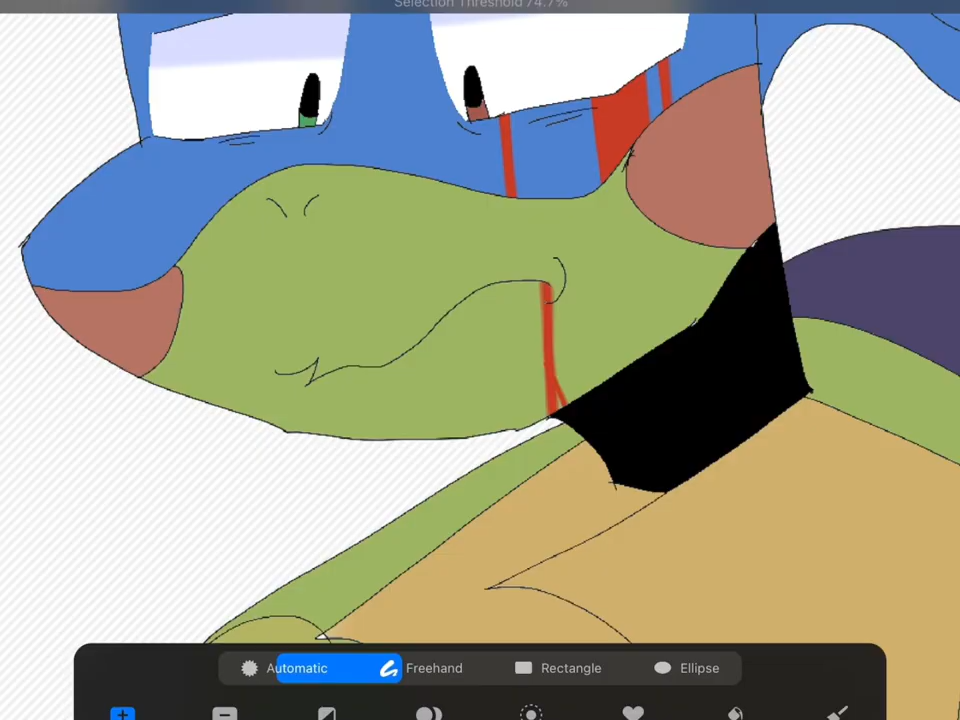 Selection Threshold 74.7%
Automatic
Freehand
Rectangle
Ellipse